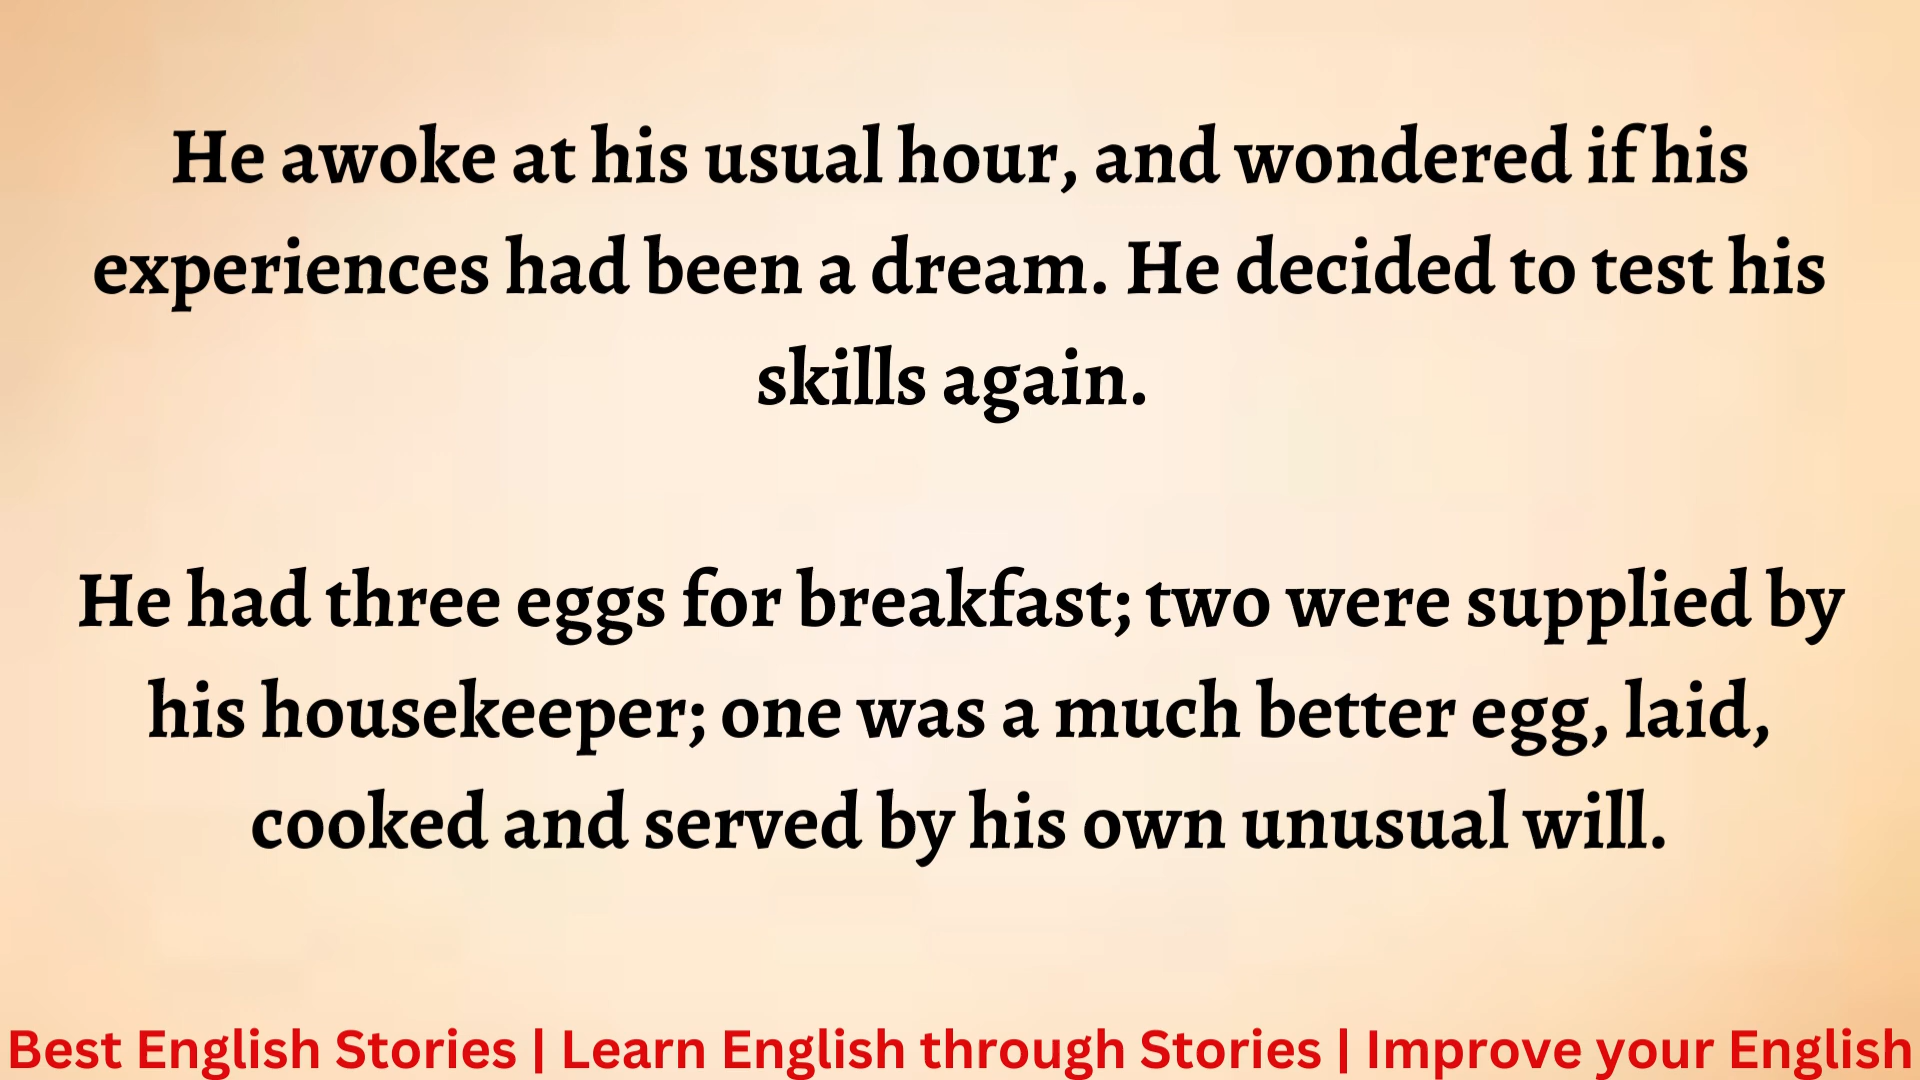 He awoke at his usual hour, and wondered if his
experiences had been a dream. He decided to test his
skills again.
He had three eggs for breakfast; two were supplied by
his housekeeper; one was a much better egg, laid,
cooked and served by his own unusual will.
Best English Stories | Learn English through Stories | Improve your English